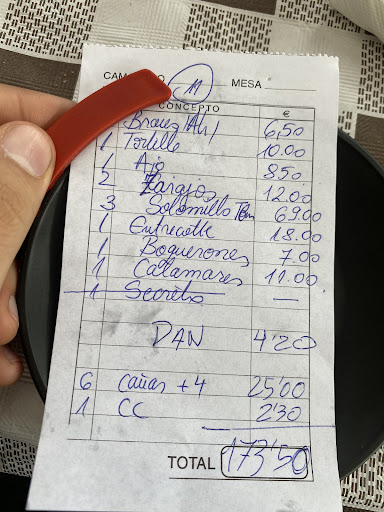 CAM O 11 MESA
CONCEPTO €
Bravas Ali 6,50
1 Tortilla 10.00
1 Ajo 8.50
2 Zarajos 12.00
3 Solomillo 69.00
1 Entrecotte 18.00
1 Boquerones 7.00
1 Calamares 11.00
1 Secreto —
PAN 4'20
6 cañas +4 25'00
1 CC 2'30
TOTAL 173'50